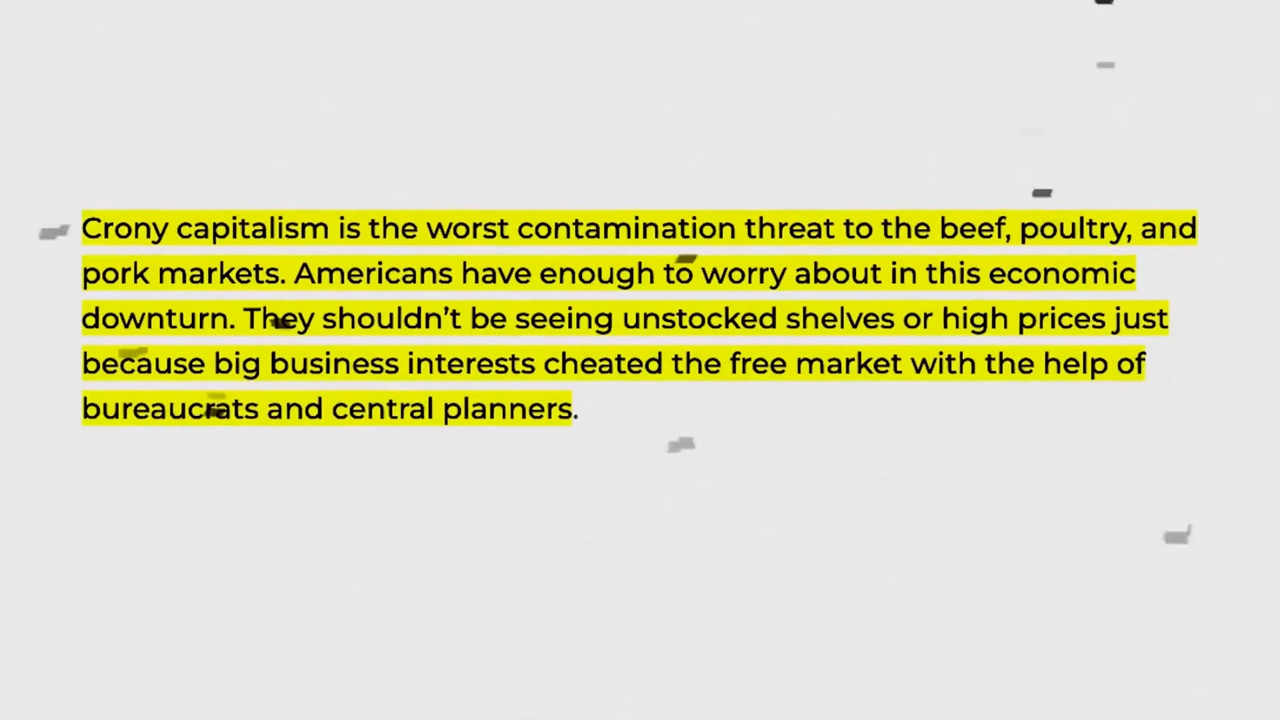 Crony capitalism is the worst contamination threat to the beef, poultry, and
pork markets. Americans have enough to worry about in this economic
downturn. They shouldn’t be seeing unstocked shelves or high prices just
because big business interests cheated the free market with the help of
bureaucrats and central planners.